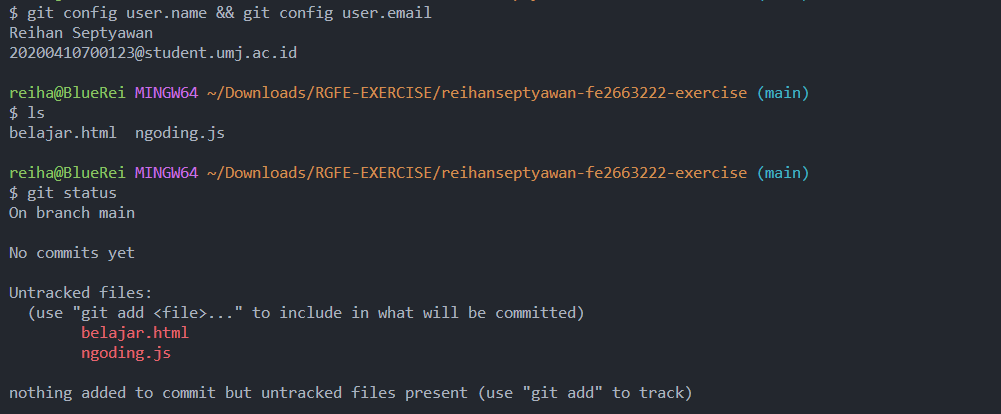 $ git config user.name && git config user.email
Reihan Septyawan
20200410700123@student.umj.ac.id
reiha@BlueRei MINGW64 ~/Downloads/RGFE-EXERCISE/reihanseptyawan-fe2663222-exercise (main)
$ ls
belajar.html  ngoding.js
reiha@BlueRei MINGW64 ~/Downloads/RGFE-EXERCISE/reihanseptyawan-fe2663222-exercise (main)
$ git status
On branch main
No commits yet
Untracked files:
  (use "git add <file>..." to include in what will be committed)
        belajar.html
        ngoding.js
nothing added to commit but untracked files present (use "git add" to track)